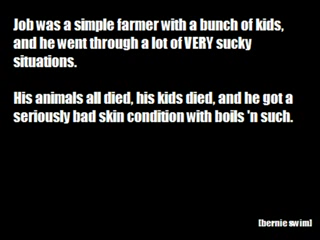 Job was a simple farmer with a bunch of kids,
and he went through a lot of VERY sucky
situations.
His animals all died, his kids died, and he got a
seriously bad skin condition with boils 'n such.
[bernie swim]